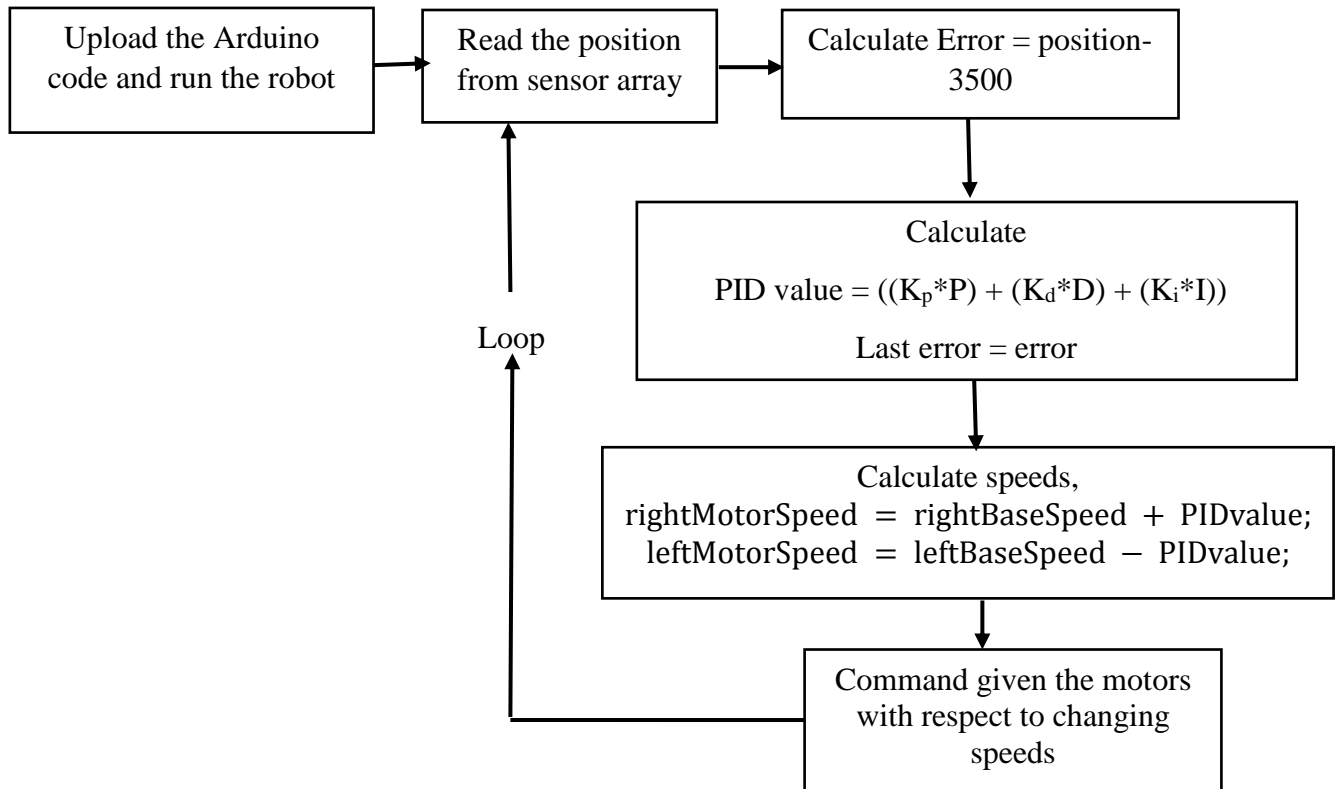 Upload the Arduino
code and run the robot
Read the position
from sensor array
Calculate Error = position-
3500
Calculate
PID value = ((Kp*P) + (Kd*D) + (Ki*I))
Last error = error
Loop
Calculate speeds,
rightMotorSpeed = rightBaseSpeed + PIDvalue;
leftMotorSpeed = leftBaseSpeed − PIDvalue;
Command given the motors
with respect to changing
speeds